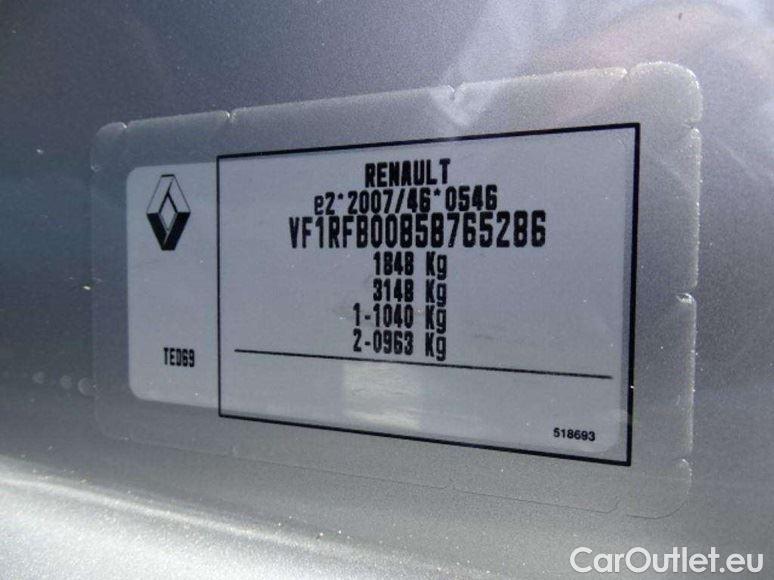 RENAULT
e2*2007/46*0546
VF1RFB00858765286
1848 Kg
3148 Kg
1-1040 Kg
2-0963 Kg
TED69
518693
CarOutlet.eu